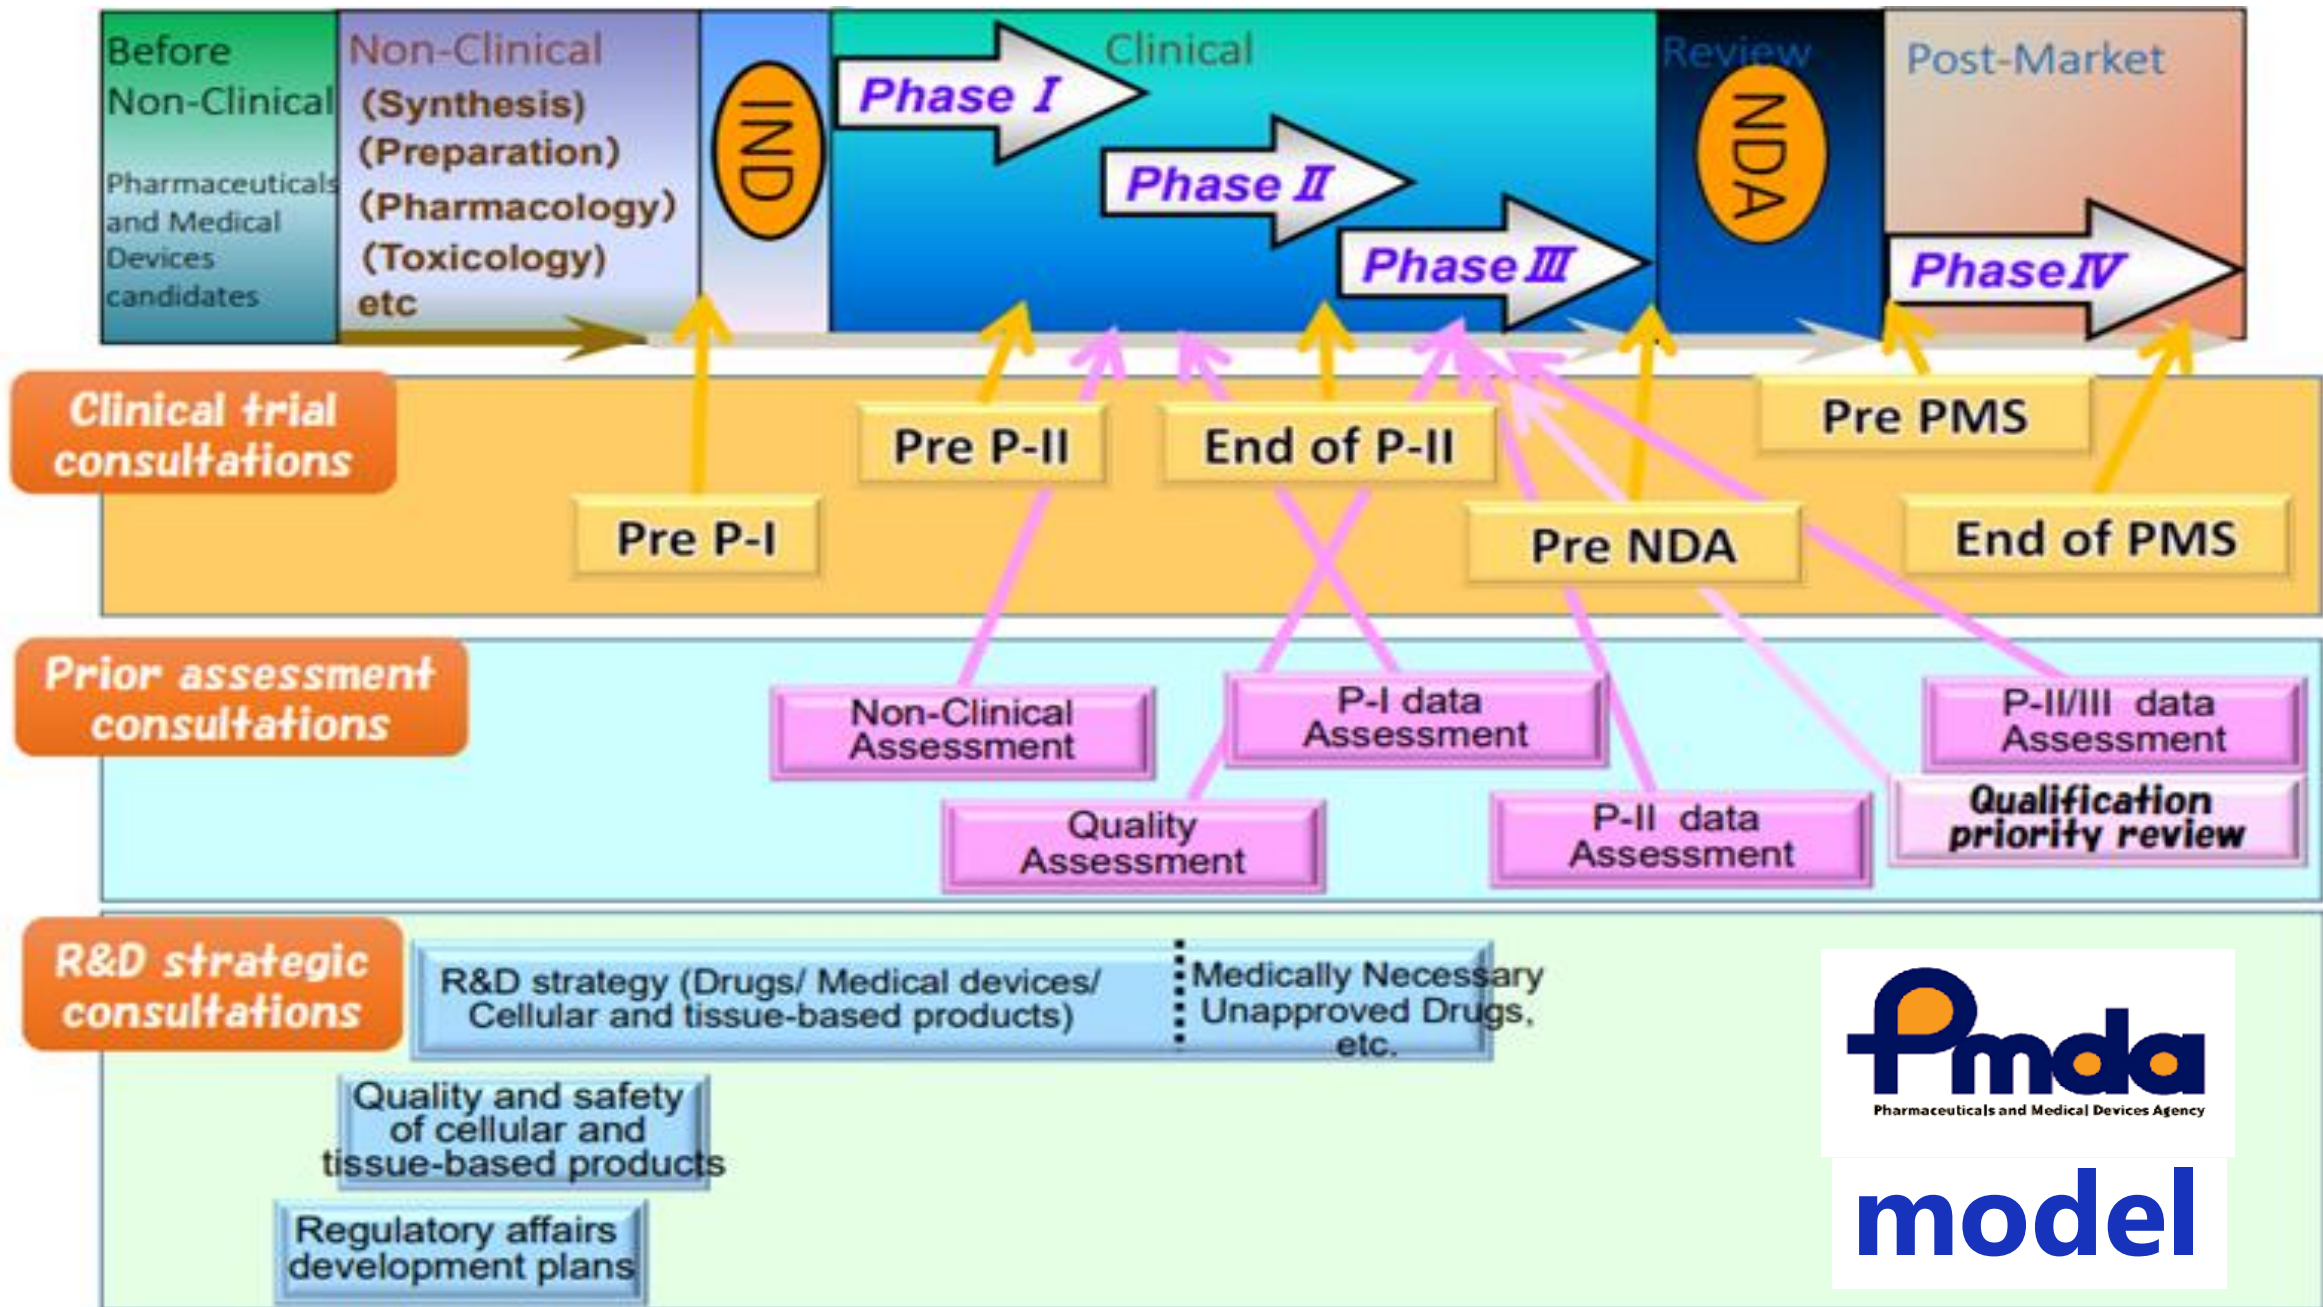 Before
Non-Clinical
Pharmaceuticals
and Medical
Devices
candidates
Non-Clinical
(Synthesis)
(Preparation)
(Pharmacology)
(Toxicology)
etc
IND
Clinical
Phase I
Phase II
Phase III
Review
NDA
Post-Market
Phase IV
Clinical trial
consultations
Pre P-I
Pre P-II
End of P-II
Pre NDA
Pre PMS
End of PMS
Prior assessment
consultations
Non-Clinical
Assessment
Quality
Assessment
P-I data
Assessment
P-II data
Assessment
P-II/III data
Assessment
Qualification
priority review
R&D strategic
consultations
R&D strategy (Drugs/ Medical devices/
Cellular and tissue-based products)
Medically Necessary
Unapproved Drugs,
etc.
Quality and safety
of cellular and
tissue-based products
Regulatory affairs
development plans
Pmda
Pharmaceuticals and Medical Devices Agency
model